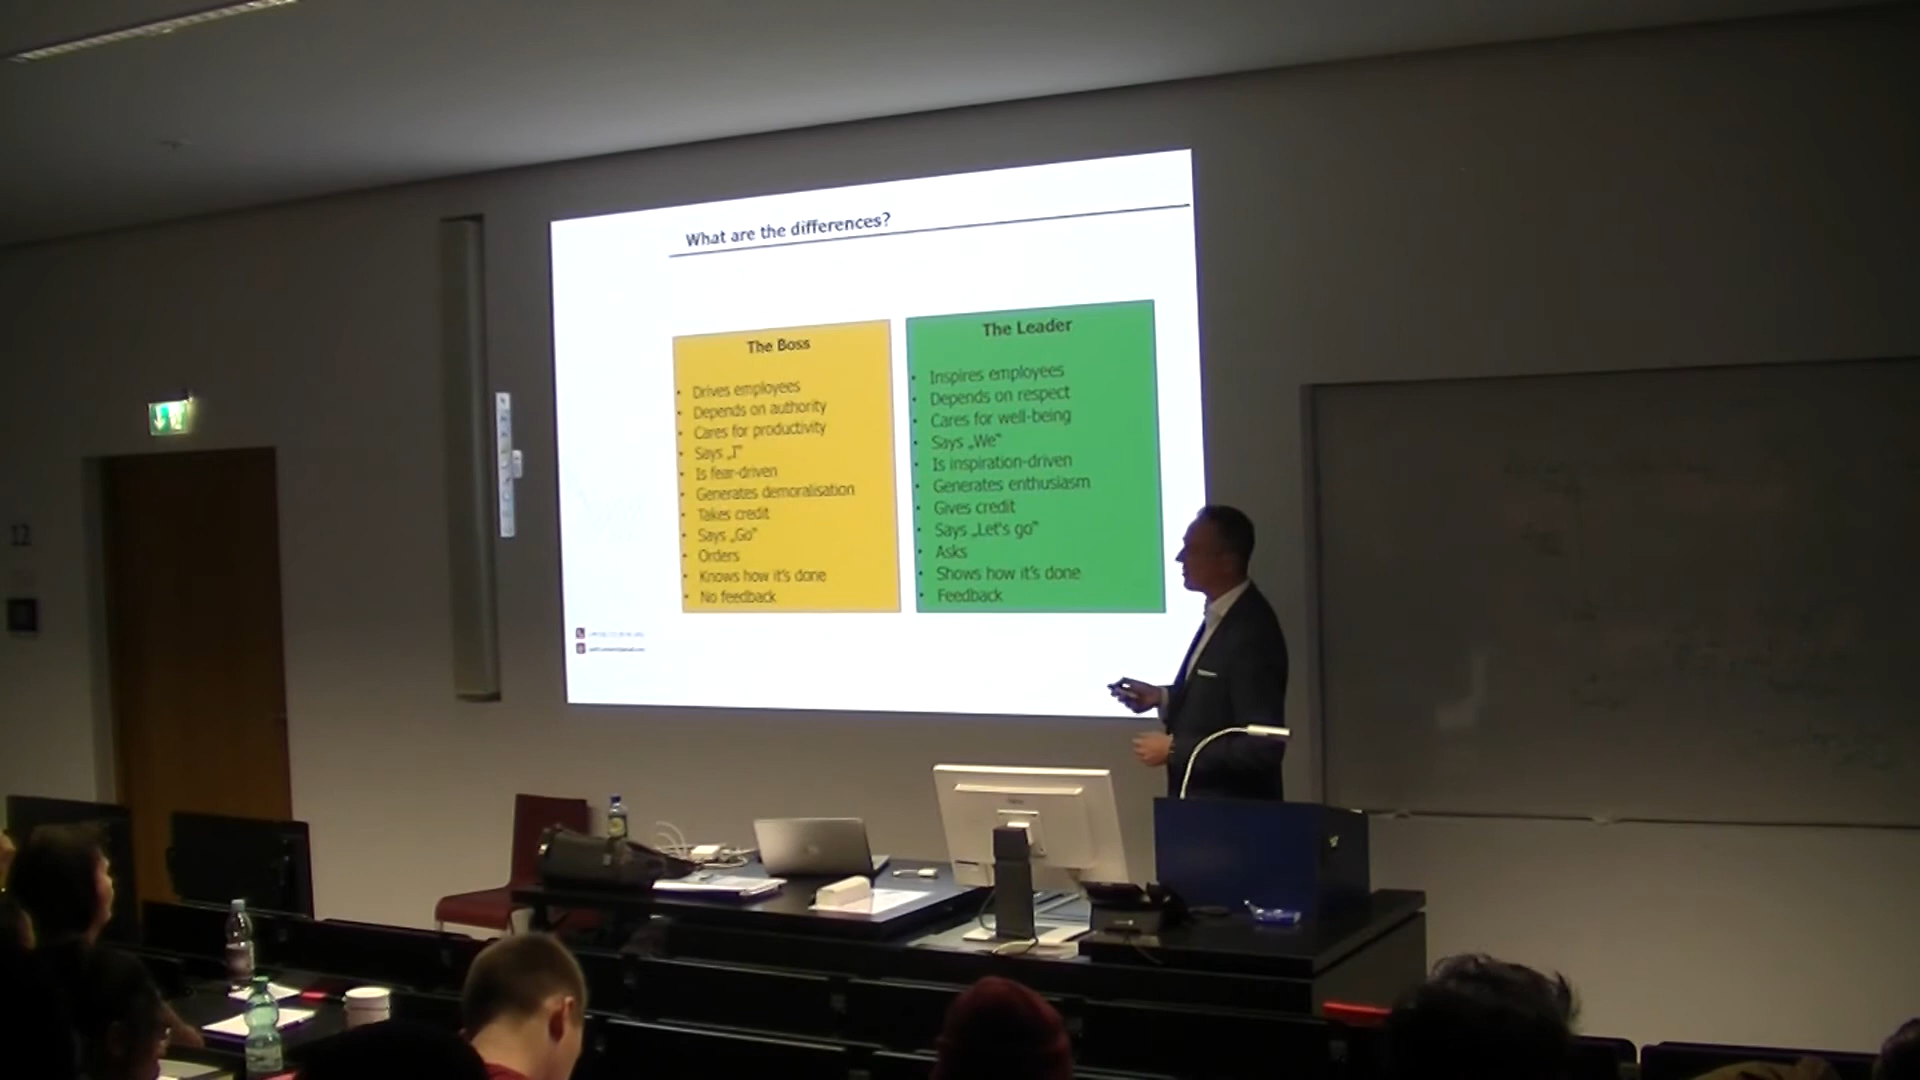 What are the differences?
The Boss
• Drives employees
• Depends on authority
• Cares for productivity
• Says „I“
• Is fear-driven
• Generates demoralisation
• Takes credit
• Says „Go“
• Orders
• Knows how it's done
• No feedback
The Leader
• Inspires employees
• Depends on respect
• Cares for well-being
• Says „We“
• Is inspiration-driven
• Generates enthusiasm
• Gives credit
• Says „Let's go“
• Asks
• Shows how it's done
• Feedback
12